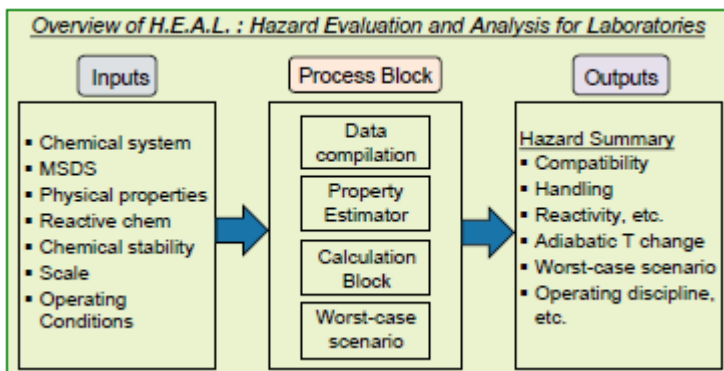 Overview of H.E.A.L. : Hazard Evaluation and Analysis for Laboratories
Inputs
▪ Chemical system
▪ MSDS
▪ Physical properties
▪ Reactive chem
▪ Chemical stability
▪ Scale
▪ Operating
Conditions
Process Block
Data
compilation
Property
Estimator
Calculation
Block
Worst-case
scenario
Outputs
Hazard Summary
▪ Compatibility
▪ Handling
▪ Reactivity, etc.
▪ Adiabatic T change
▪ Worst-case scenario
▪ Operating discipline,
etc.